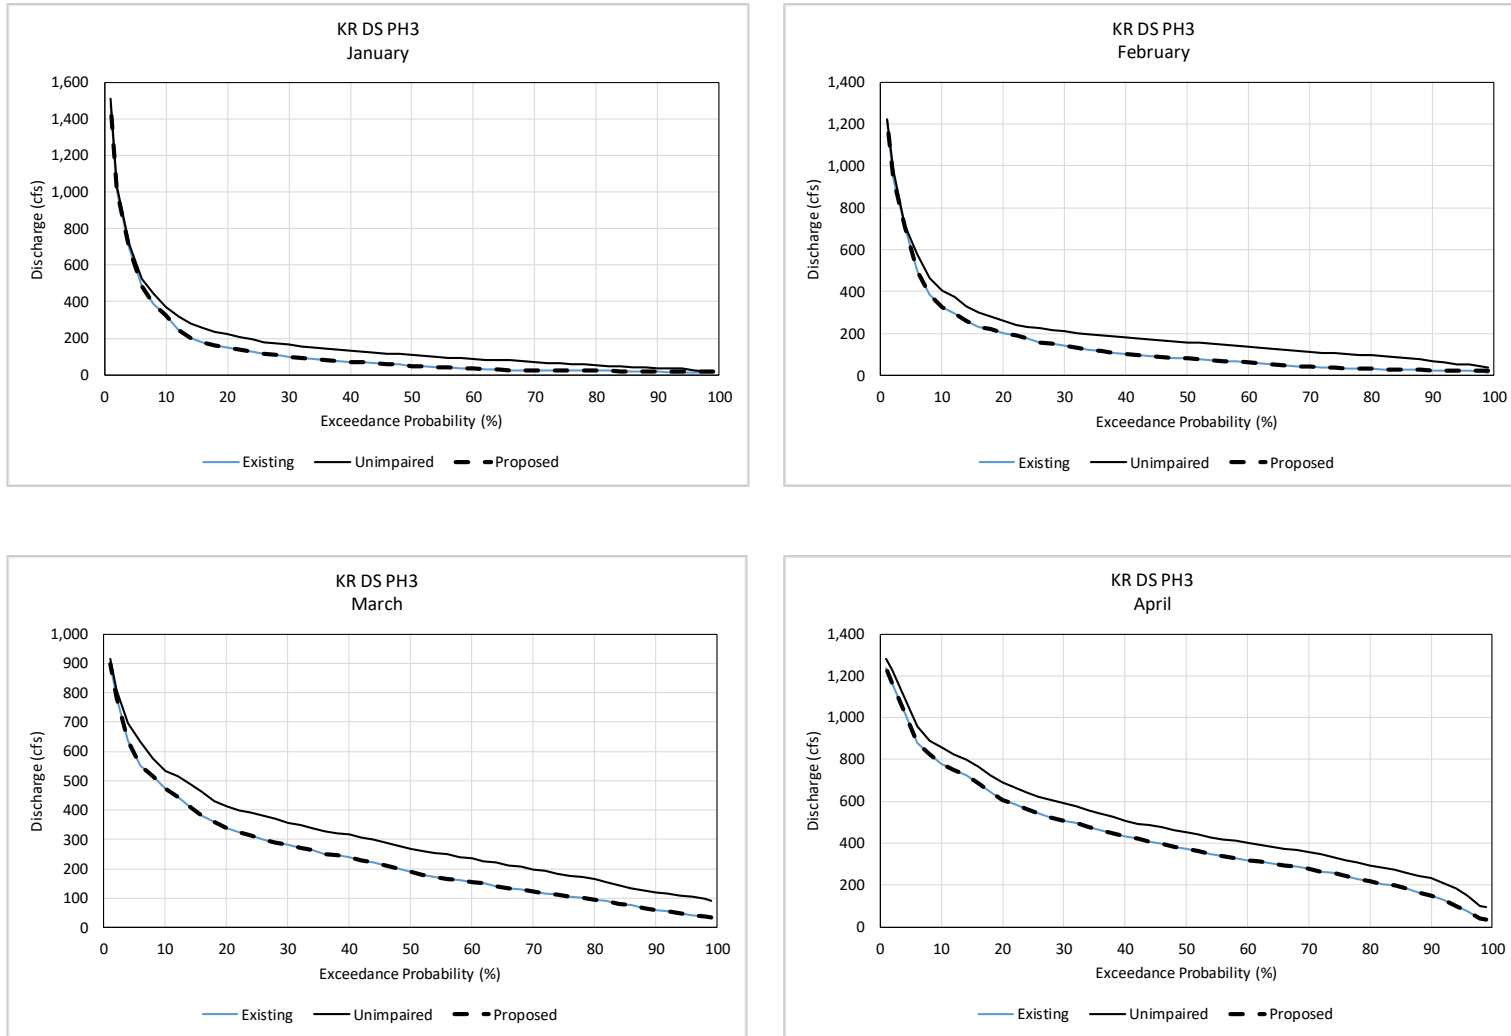 KR DS PH3
January
1,600
1,400
1,200
1,000
800
600
400
200
0
Discharge (cfs)
0 10 20 30 40 50 60 70 80 90 100
Exceedance Probability (%)
Existing Unimpaired Proposed
KR DS PH3
February
1,400
1,200
1,000
800
600
400
200
0
Discharge (cfs)
0 10 20 30 40 50 60 70 80 90 100
Exceedance Probability (%)
Existing Unimpaired Proposed
KR DS PH3
March
1,000
900
800
700
600
500
400
300
200
100
0
Discharge (cfs)
0 10 20 30 40 50 60 70 80 90 100
Exceedance Probability (%)
Existing Unimpaired Proposed
KR DS PH3
April
1,400
1,200
1,000
800
600
400
200
0
Discharge (cfs)
0 10 20 30 40 50 60 70 80 90 100
Exceedance Probability (%)
Existing Unimpaired Proposed